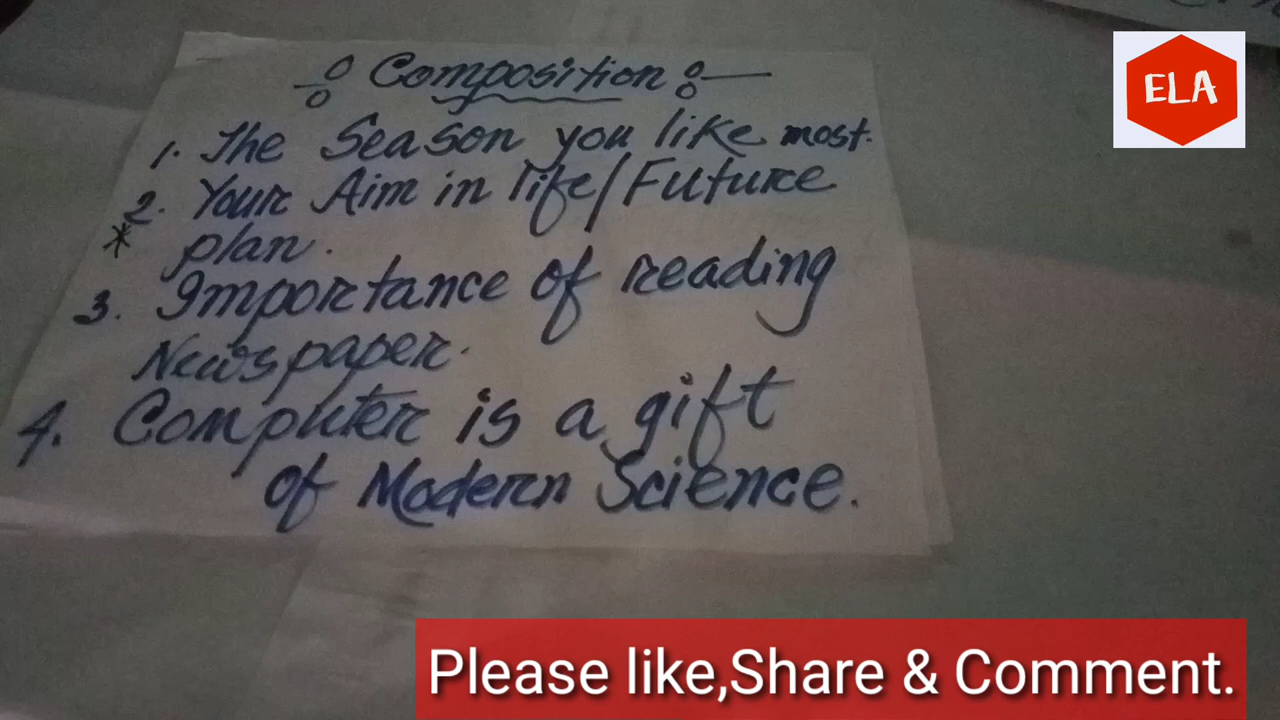 Composition
ELA
1. The Season you like most.
2. Your Aim in life/Future
* plan.
3. Importance of reading
Newspaper.
4. Computer is a gift
of Modern Science.
Please like,Share & Comment.